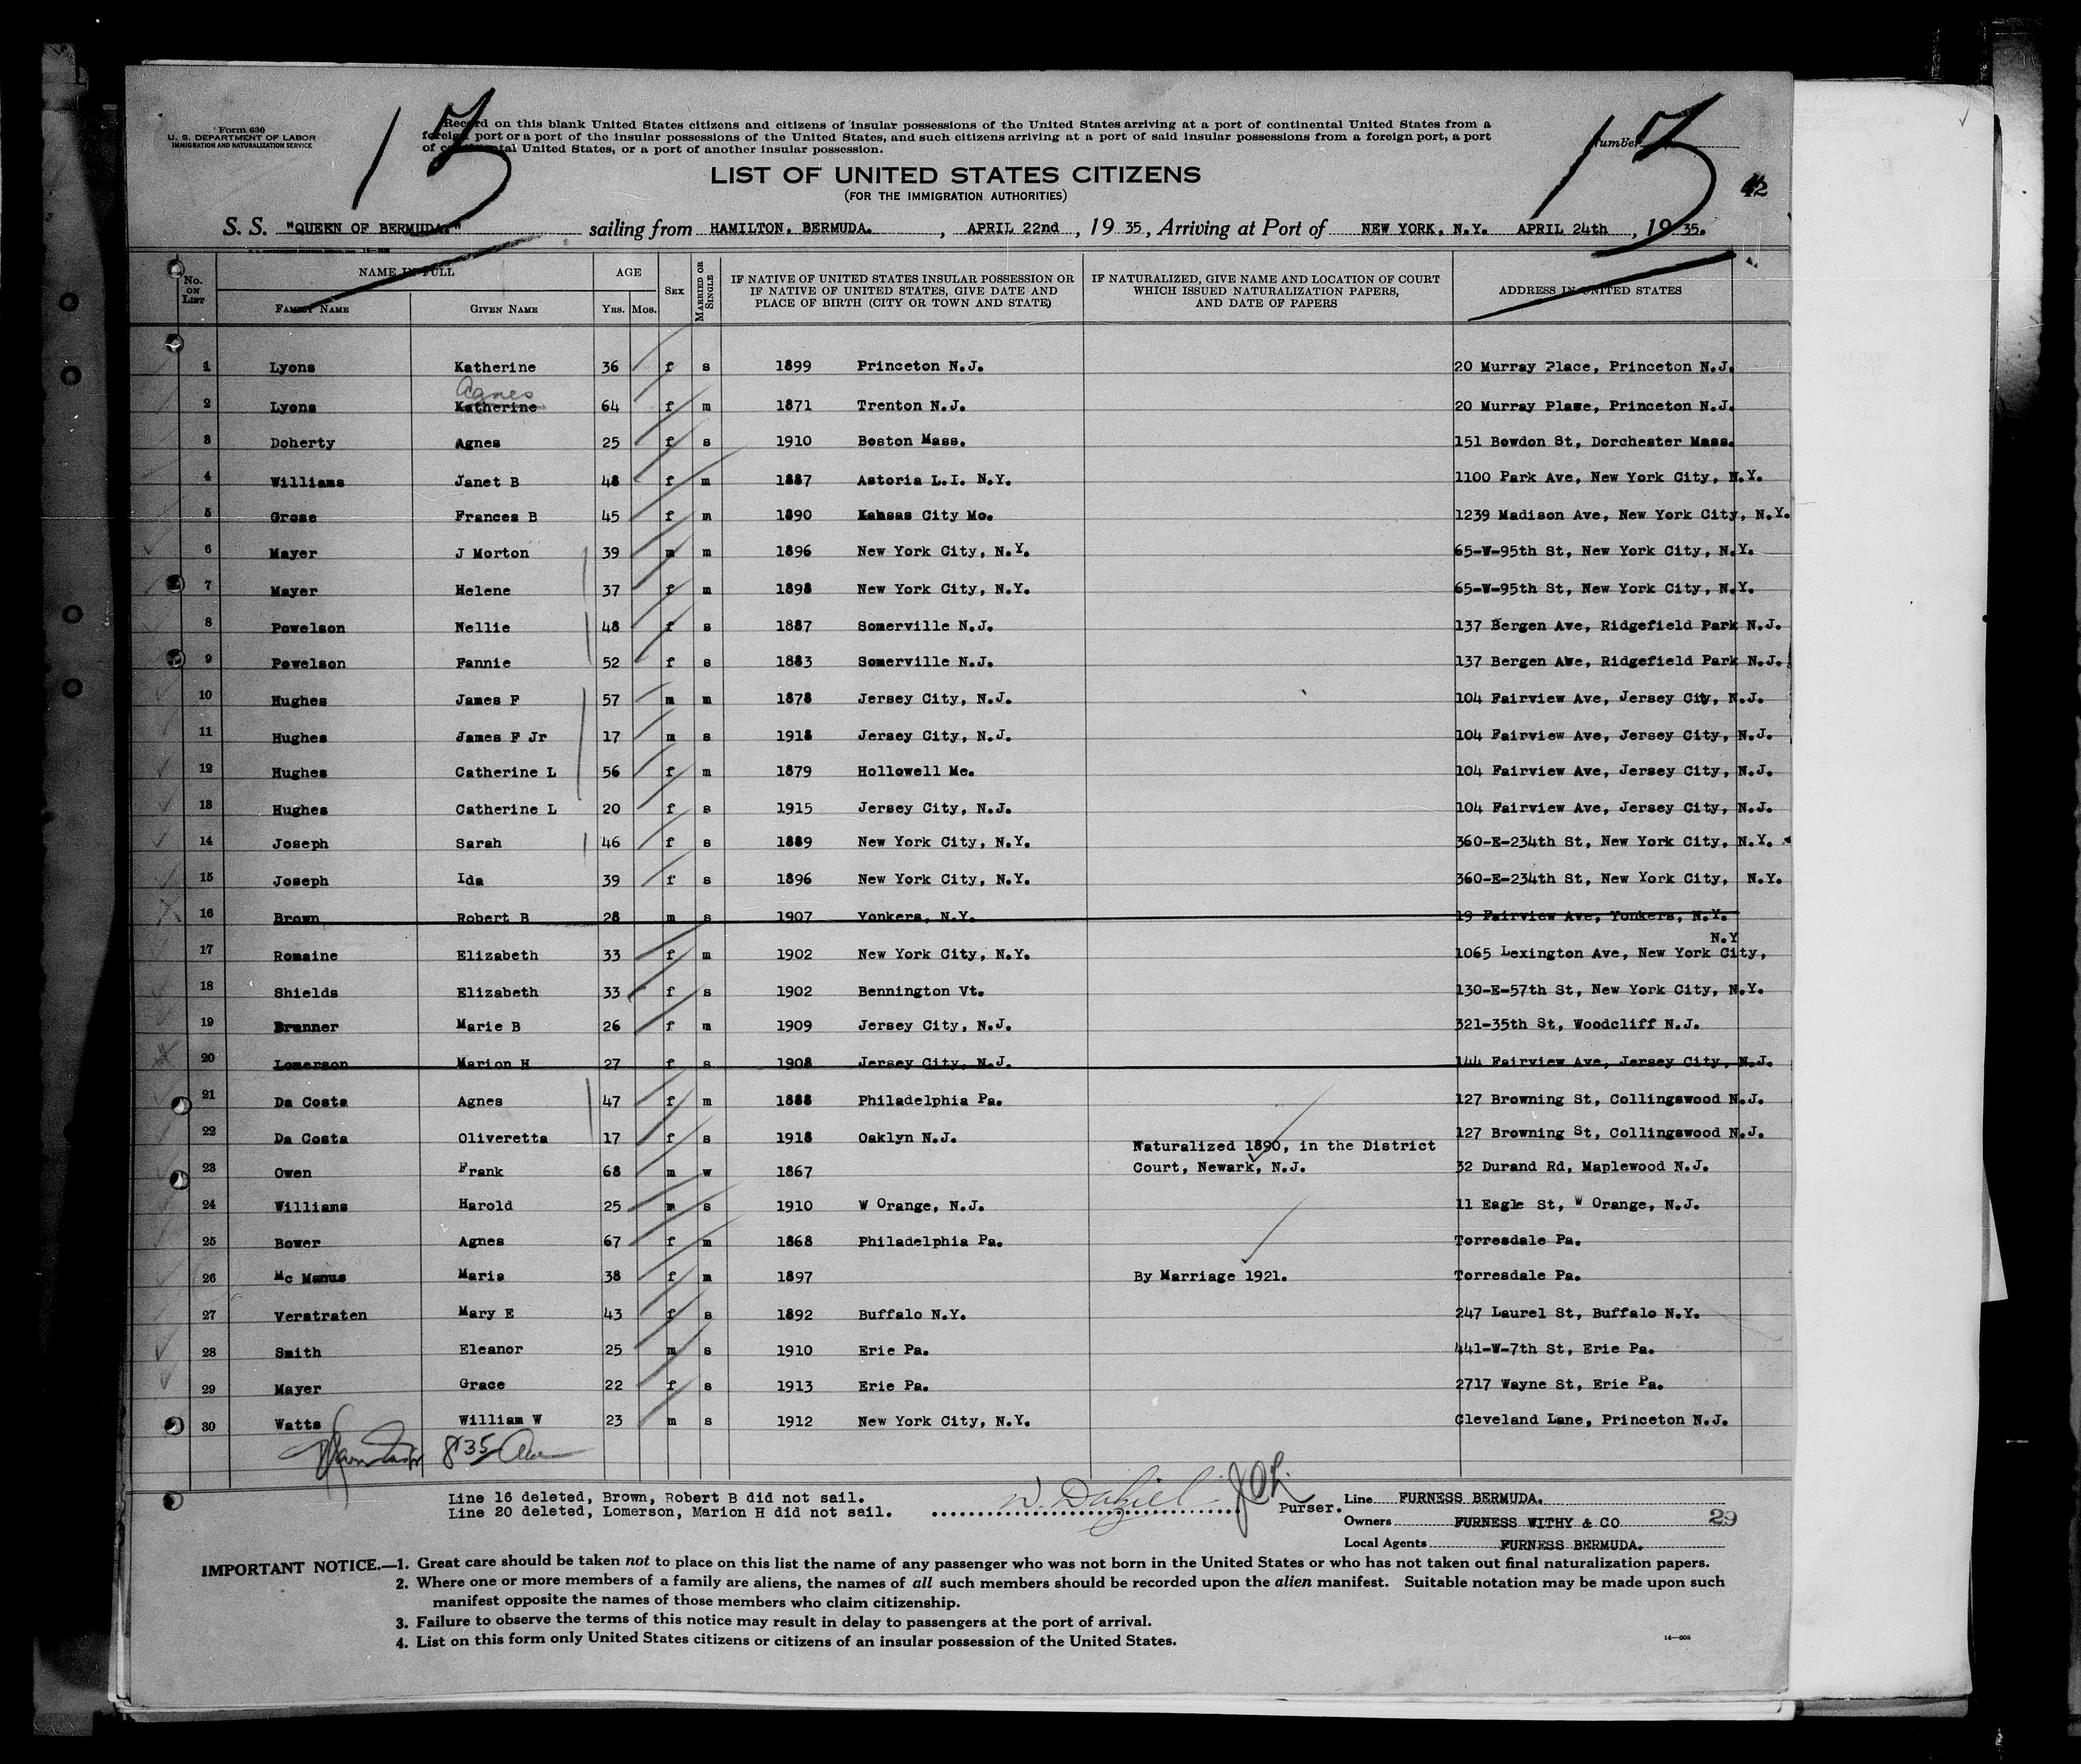 Form 630
U. S. DEPARTMENT OF LABOR
IMMIGRATION AND NATURALIZATION SERVICE
13
Record on this blank United States citizens and citizens of insular possessions of the United States arriving at a port of continental United States from a
foreign port or a port of the insular possessions of the United States, and such citizens arriving at a port of said insular possessions from a foreign port, a port
of continental United States, or a port of another insular possession.
Number 13
LIST OF UNITED STATES CITIZENS
(FOR THE IMMIGRATION AUTHORITIES)
42
S. S. "QUEEN OF BERMUDA." sailing from HAMILTON. BERMUDA. , APRIL 22nd , 19 35 , Arriving at Port of NEW YORK, N.Y. APRIL 24th , 19 35.
No. ON LIST NAME IN FULL AGE SEX MARRIED OR SINGLE IF NATIVE OF UNITED STATES INSULAR POSSESSION OR IF NATIVE OF UNITED STATES, GIVE DATE AND PLACE OF BIRTH (CITY OR TOWN AND STATE) IF NATURALIZED, GIVE NAME AND LOCATION OF COURT WHICH ISSUED NATURALIZATION PAPERS, AND DATE OF PAPERS ADDRESS IN UNITED STATES
FAMILY NAME GIVEN NAME YRS. MOS.
1 Lyons Katherine 36 f s 1899 Princeton N.J. 20 Murray Place, Princeton N.J.
Agnes
2 Lyons Katherine 64 f m 1871 Trenton N.J. 20 Murray Plase, Princeton N.J.
3 Doherty Agnes 25 f s 1910 Boston Mass. 151 Bowdon St, Dorchester Mass.
4 Williams Janet B 48 f m 1887 Astoria L.I. N.Y. 1100 Park Ave, New York City, N.Y.
5 Grose Frances B 45 f m 1890 Kansas City Mo. 1239 Madison Ave, New York City, N.Y.
6 Mayer J Morton 39 m m 1896 New York City, N.Y. 65-W-95th St, New York City, N.Y.
7 Mayer Helene 37 f m 1898 New York City, N.Y. 65-W-95th St, New York City, N.Y.
8 Powelson Nellie 48 f s 1887 Somerville N.J. 137 Bergen Ave, Ridgefield Park N.J.
9 Powelson Fannie 52 f s 1883 Somerville N.J. 137 Bergen Ave, Ridgefield Park N.J.
10 Hughes James F 57 m m 1878 Jersey City, N.J. 104 Fairview Ave, Jersey City, N.J.
11 Hughes James F Jr 17 m s 1918 Jersey City, N.J. 104 Fairview Ave, Jersey City, N.J.
12 Hughes Catherine L 56 f m 1879 Hollowell Me. 104 Fairview Ave, Jersey City, N.J.
13 Hughes Catherine L 20 f s 1915 Jersey City, N.J. 104 Fairview Ave, Jersey City, N.J.
14 Joseph Sarah 46 f s 1889 New York City, N.Y. 360-E-234th St, New York City, N.Y.
15 Joseph Ida 39 f s 1896 New York City, N.Y. 360-E-234th St, New York City, N.Y.
16 Brown Robert B 28 m s 1907 Yonkers, N.Y. 19 Fairview Ave, Yonkers, N.Y.
N.Y
17 Romaine Elizabeth 33 f m 1902 New York City, N.Y. 1065 Lexington Ave, New York City,
18 Shields Elizabeth 33 f s 1902 Bennington Vt. 130-E-57th St, New York City, N.Y.
19 Brunner Marie B 26 f m 1909 Jersey City, N.J. 321-35th St, Woodcliff N.J.
20 Lomerson Marion H 27 f s 1908 Jersey City, N.J. 144 Fairview Ave, Jersey City, N.J.
21 Da Costa Agnes 47 f m 1888 Philadelphia Pa. 127 Browning St, Collingswood N.J.
22 Da Costa Oliveretta 17 f s 1918 Oaklyn N.J. 127 Browning St, Collingswood N.J.
Naturalized 1890, in the District
23 Owen Frank 68 m w 1867 Court, Newark, N.J. 32 Durand Rd, Maplewood N.J.
24 Williams Harold 25 m s 1910 W Orange, N.J. 11 Eagle St, W Orange, N.J.
25 Bower Agnes 67 f m 1868 Philadelphia Pa. Torresdale Pa.
26 Mc Manus Maria 38 f m 1897 By Marriage 1921. Torresdale Pa.
27 Verstraten Mary E 43 f s 1892 Buffalo N.Y. 247 Laurel St, Buffalo N.Y.
28 Smith Eleanor 25 m s 1910 Erie Pa. 441-W-7th St, Erie Pa.
29 Mayer Grace 22 f s 1913 Erie Pa. 2717 Wayne St, Erie Pa.
30 Watts William W 23 m s 1912 New York City, N.Y. Cleveland Lane, Princeton N.J.
835
Line 16 deleted, Brown, Robert B did not sail.
Line 20 deleted, Lomerson, Marion H did not sail.
Purser.
Line FURNESS BERMUDA.
Owners FURNESS WITHY & CO 29
Local Agents FURNESS BERMUDA.
IMPORTANT NOTICE.—1. Great care should be taken not to place on this list the name of any passenger who was not born in the United States or who has not taken out final naturalization papers.
2. Where one or more members of a family are aliens, the names of all such members should be recorded upon the alien manifest. Suitable notation may be made upon such
manifest opposite the names of those members who claim citizenship.
3. Failure to observe the terms of this notice may result in delay to passengers at the port of arrival.
4. List on this form only United States citizens or citizens of an insular possession of the United States.